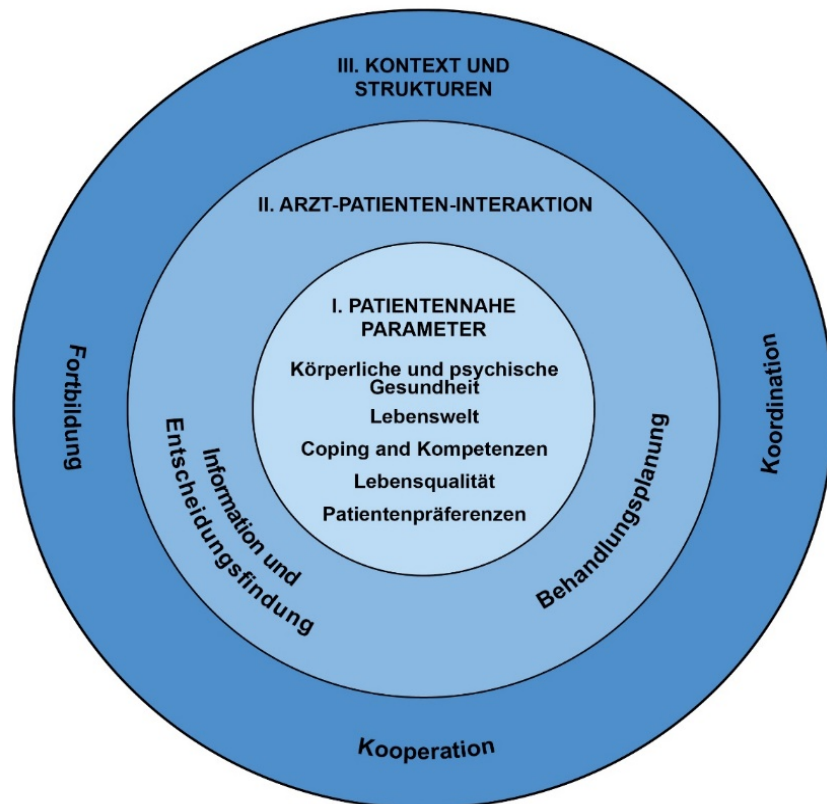 III. KONTEXT UND
STRUKTUREN
II. ARZT-PATIENTEN-INTERAKTION
I. PATIENTENNAHE
PARAMETER
Körperliche und psychische
Gesundheit
Lebenswelt
Coping and Kompetenzen
Lebensqualität
Patientenpräferenzen
Information und
Entscheidungsfindung
Behandlungsplanung
Fortbildung
Kooperation
Koordination